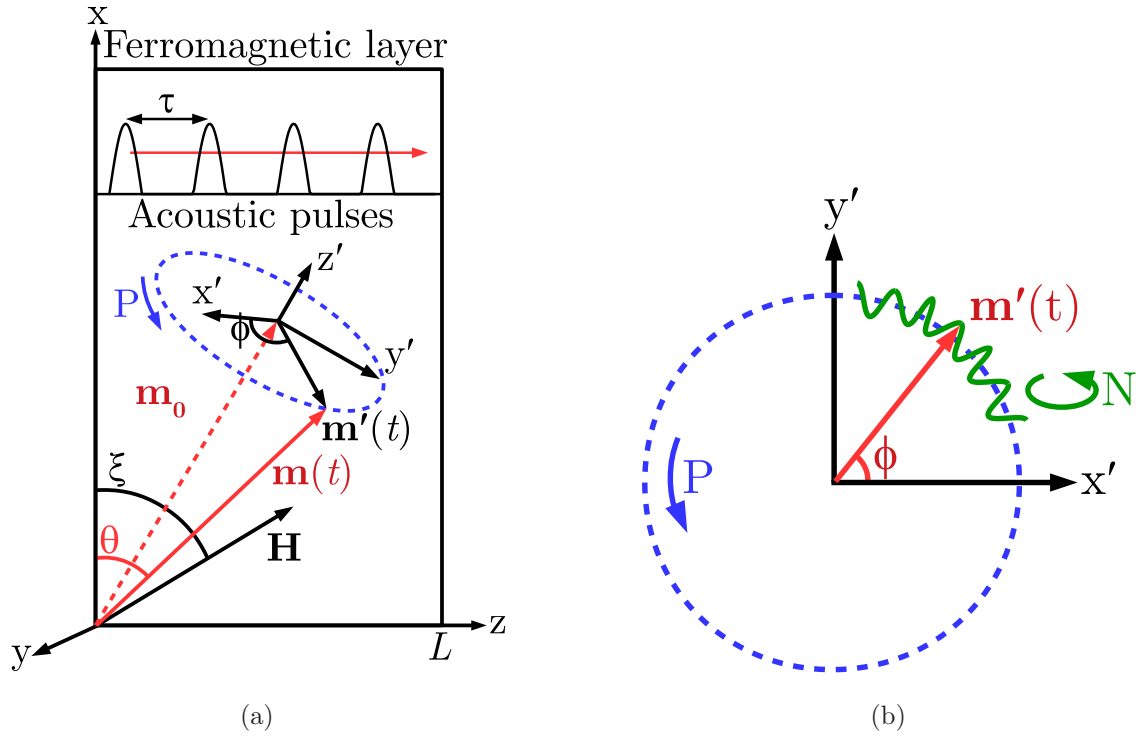 x
Ferromagnetic layer
τ
Acoustic pulses
z′
x′
P
ϕ
y′
m₀
m′(t)
ξ
m(t)
θ
H
z
y
L
(a)
y′
m′(t)
N
P
ϕ
x′
(b)